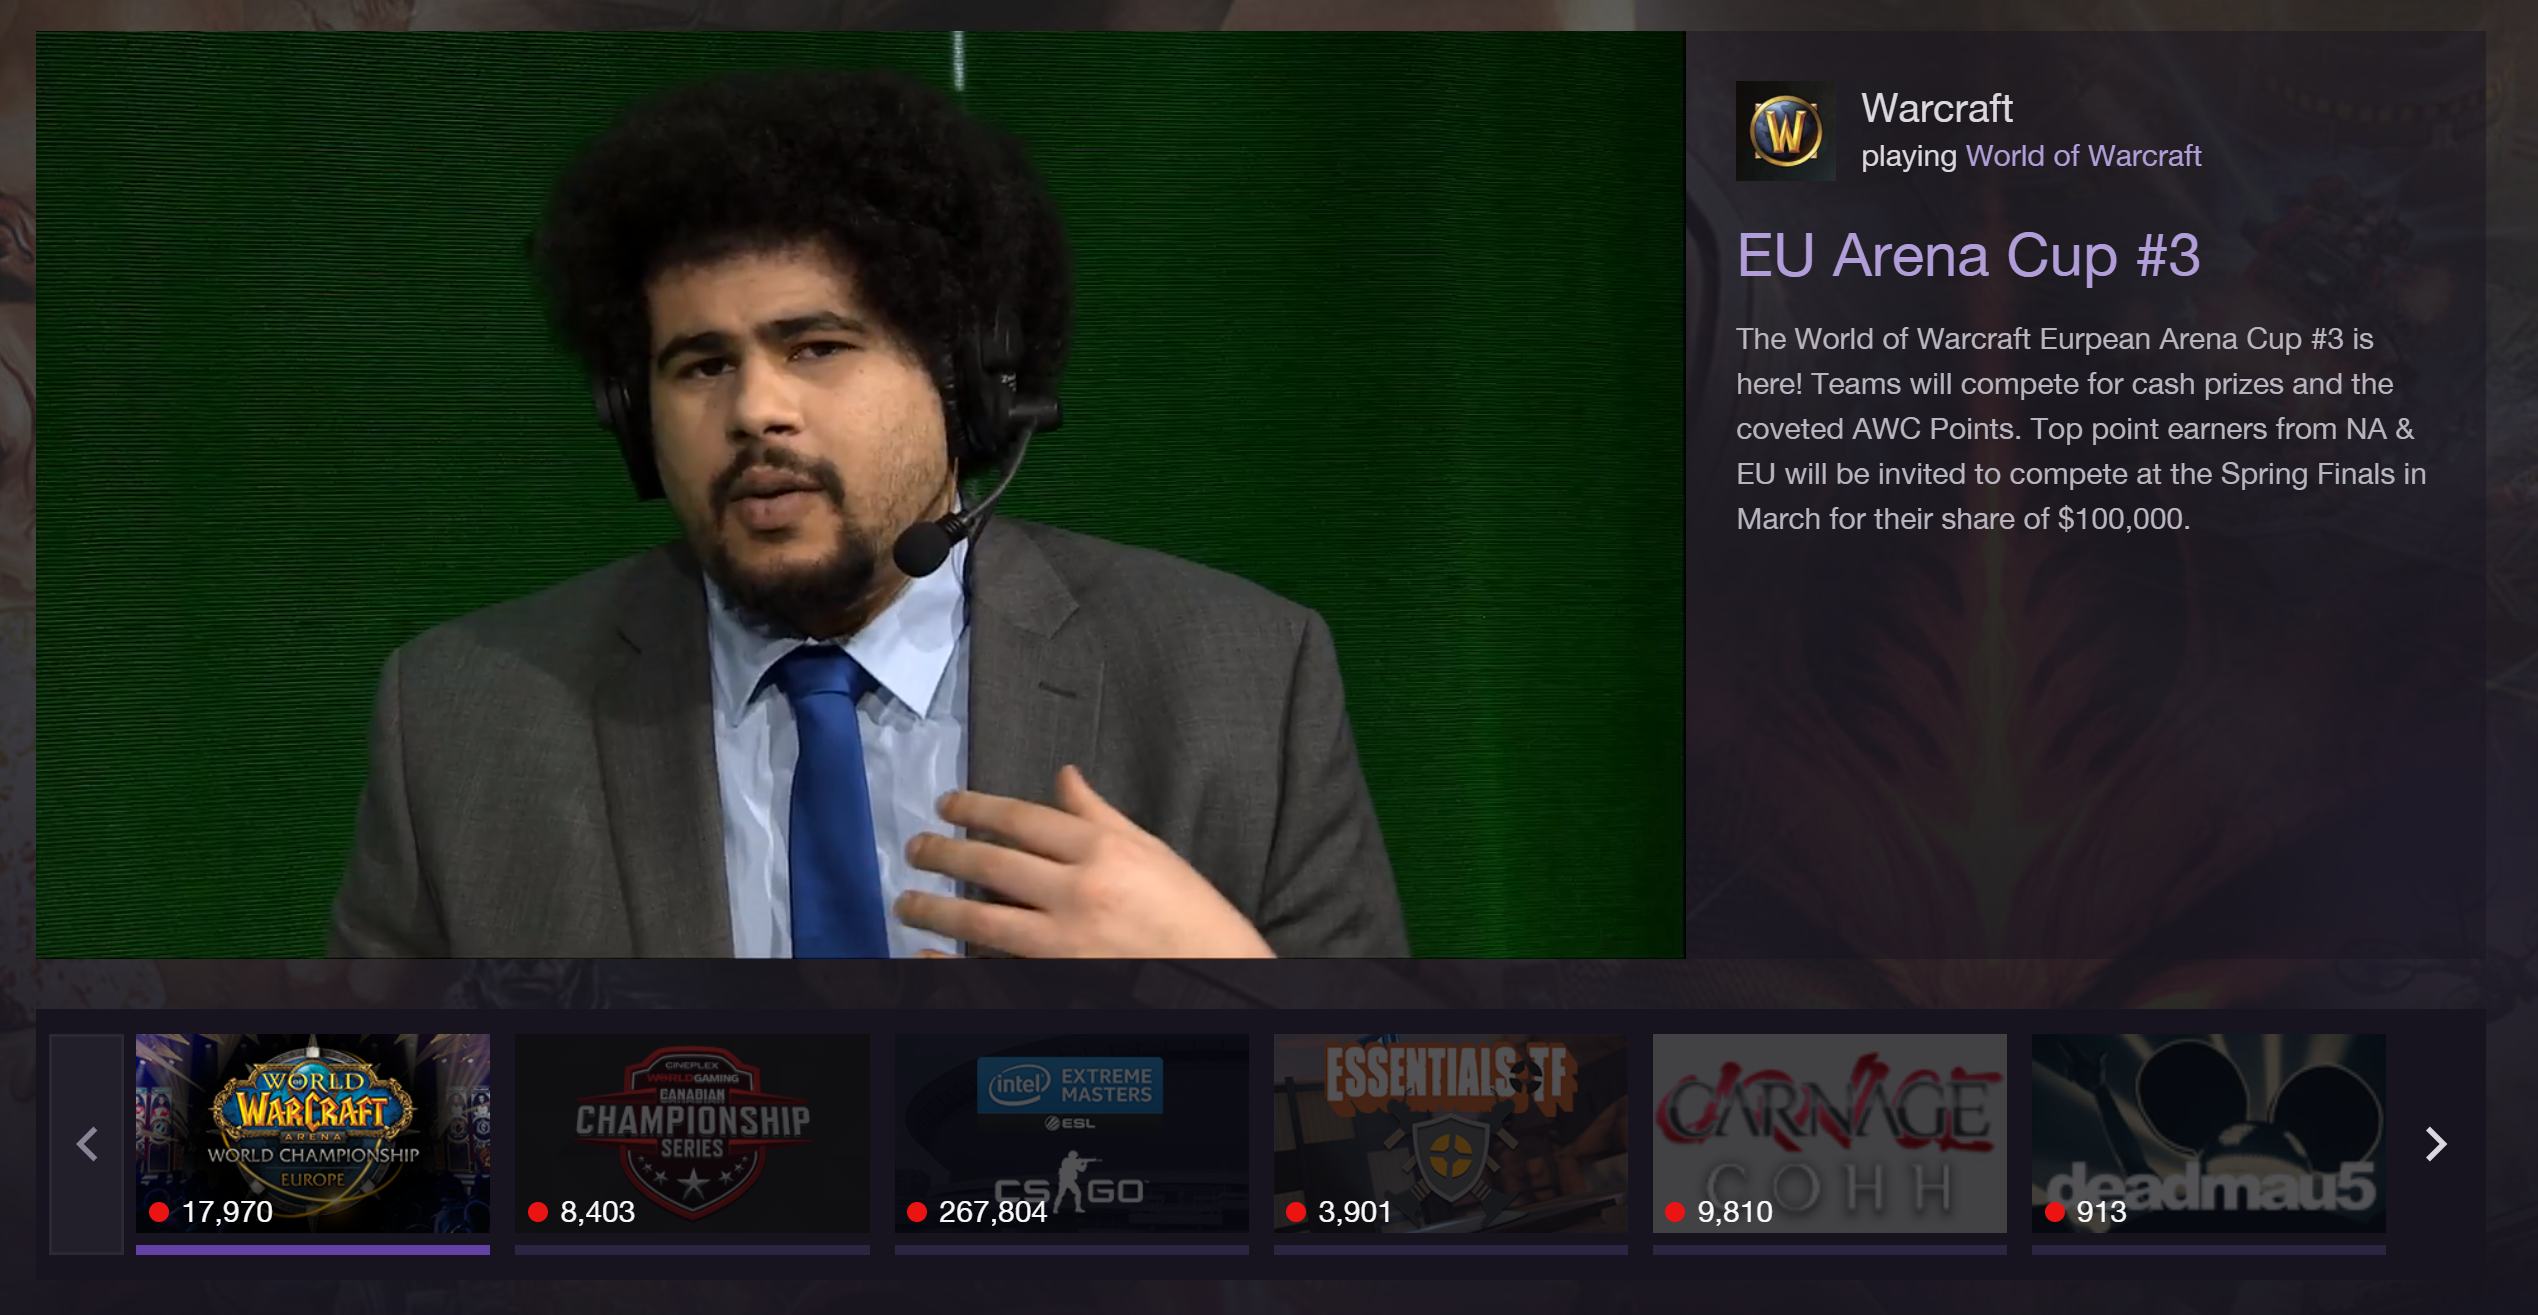 Warcraft
playing World of Warcraft
EU Arena Cup #3
The World of Warcraft Eurpean Arena Cup #3 is
here! Teams will compete for cash prizes and the
coveted AWC Points. Top point earners from NA &
EU will be invited to compete at the Spring Finals in
March for their share of $100,000.
WORLD OF
WARCRAFT
ARENA
WORLD CHAMPIONSHIP
EUROPE
17,970
CINEPLEX
WORLDGAMING
CANADIAN
CHAMPIONSHIP
SERIES
8,403
intel EXTREME
MASTERS
ESL
CS GO
267,804
ESSENTIALS.TF
3,901
CARNAGE
COHH
9,810
deadmau5
913